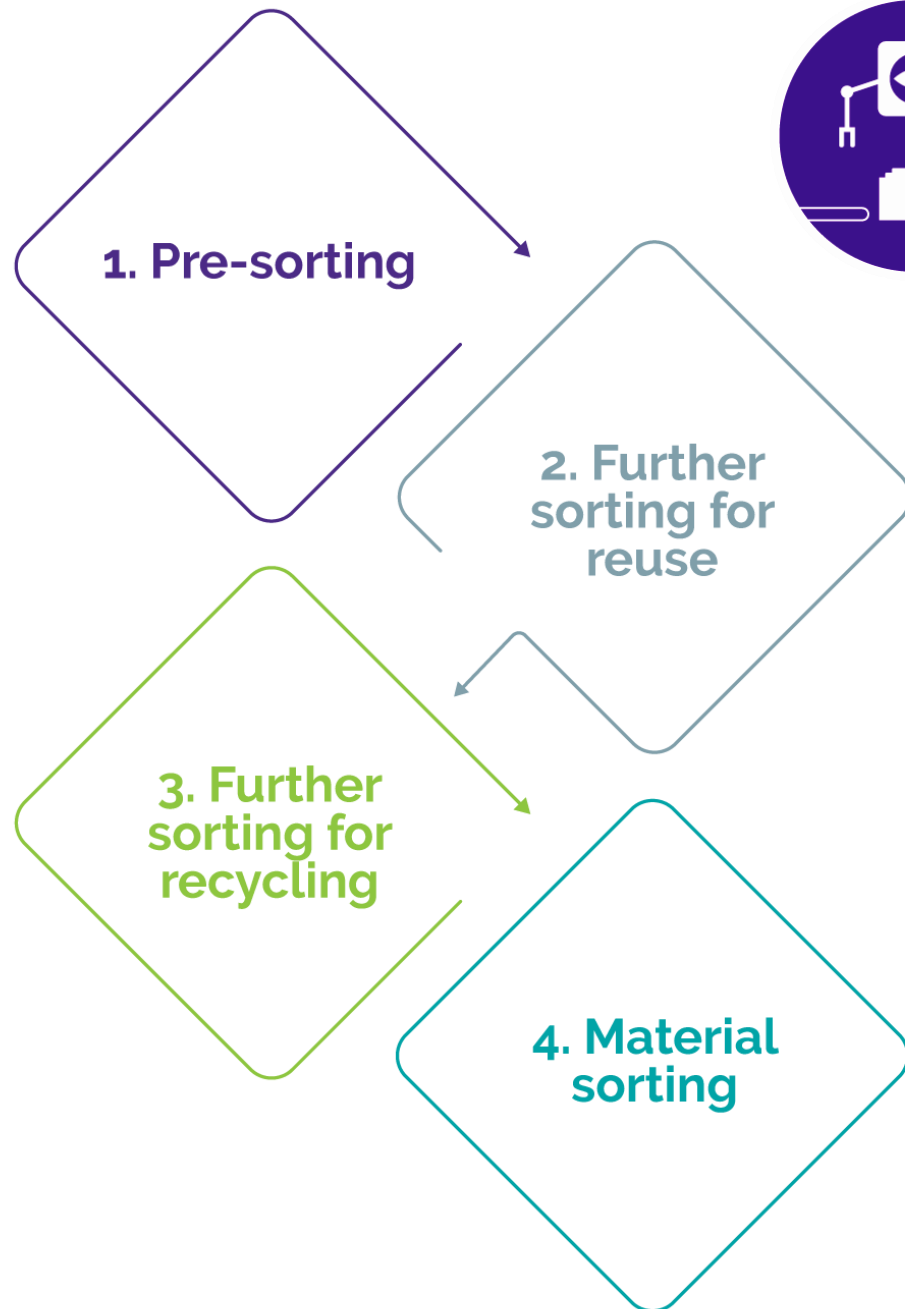 1. Pre-sorting
2. Further
sorting for
reuse
3. Further
sorting for
recycling
4. Material
sorting